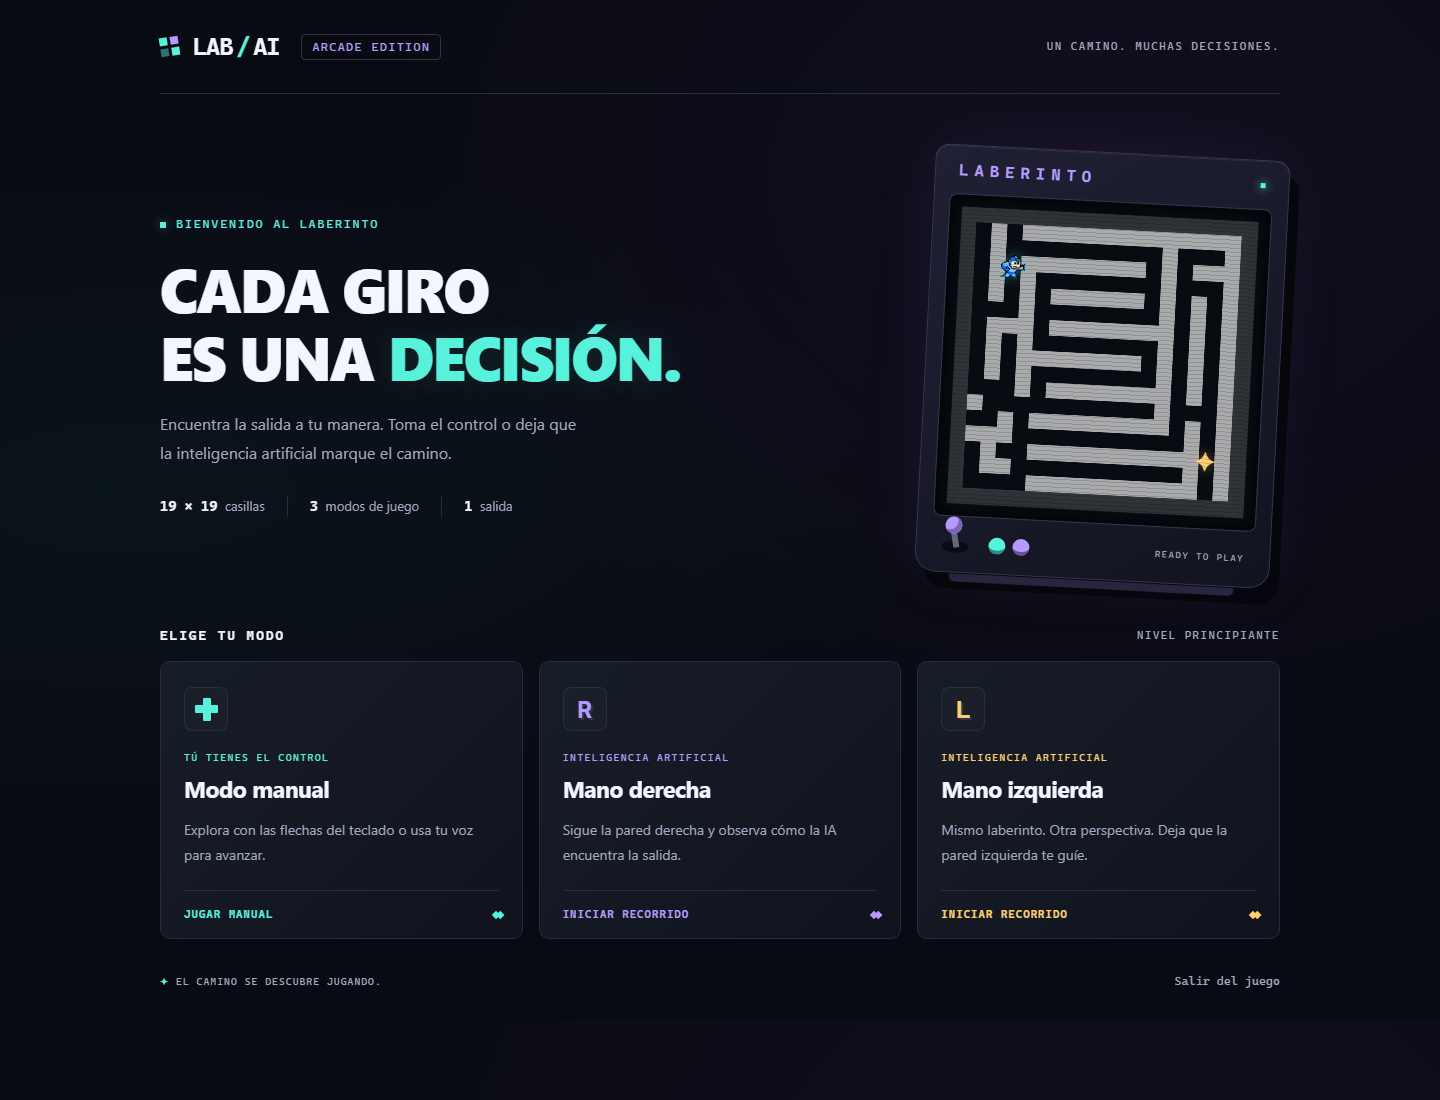 LAB/AI
ARCADE EDITION
UN CAMINO. MUCHAS DECISIONES.
LABERINTO
BIENVENIDO AL LABERINTO
CADA GIRO
ES UNA DECISIÓN.
Encuentra la salida a tu manera. Toma el control o deja que
la inteligencia artificial marque el camino.
19 × 19 casillas
3 modos de juego
1 salida
READY TO PLAY
ELIGE TU MODO
NIVEL PRINCIPIANTE
TÚ TIENES EL CONTROL
Modo manual
Explora con las flechas del teclado o usa tu voz
para avanzar.
JUGAR MANUAL
R
INTELIGENCIA ARTIFICIAL
Mano derecha
Sigue la pared derecha y observa cómo la IA
encuentra la salida.
INICIAR RECORRIDO
L
INTELIGENCIA ARTIFICIAL
Mano izquierda
Mismo laberinto. Otra perspectiva. Deja que la
pared izquierda te guíe.
INICIAR RECORRIDO
EL CAMINO SE DESCUBRE JUGANDO.
Salir del juego